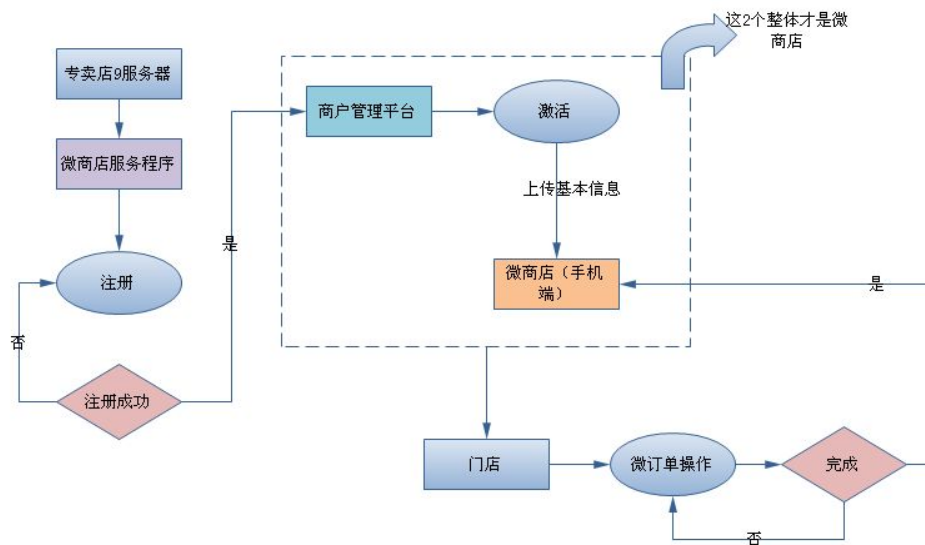 这2个整体才是微
商店
专卖店9服务器
商户管理平台
激活
微商店服务程序
上传基本信息
是
注册
微商店（手机
端）
是
否
注册成功
门店
微订单操作
完成
否